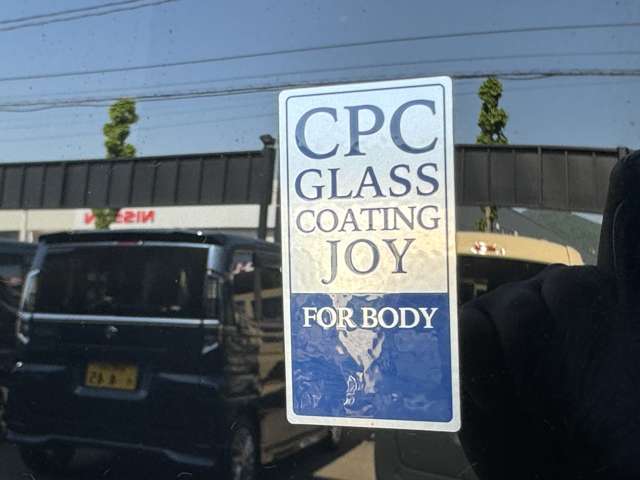 CPC
GLASS
COATING
JOY
FOR BODY
NISSAN